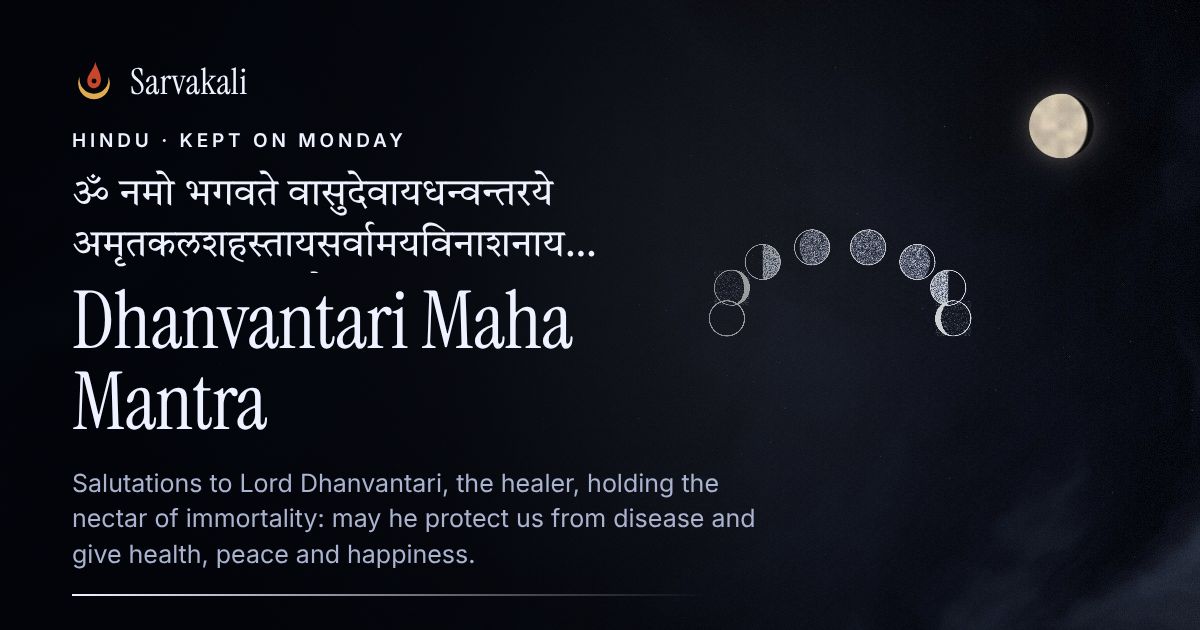 Sarvakali
HINDU · KEPT ON MONDAY
ॐ नमो भगवते वासुदेवायधन्वन्तरये
अमृतकलशहस्तायसर्वामयविनाशनाय...
Dhanvantari Maha
Mantra
Salutations to Lord Dhanvantari, the healer, holding the
nectar of immortality: may he protect us from disease and
give health, peace and happiness.